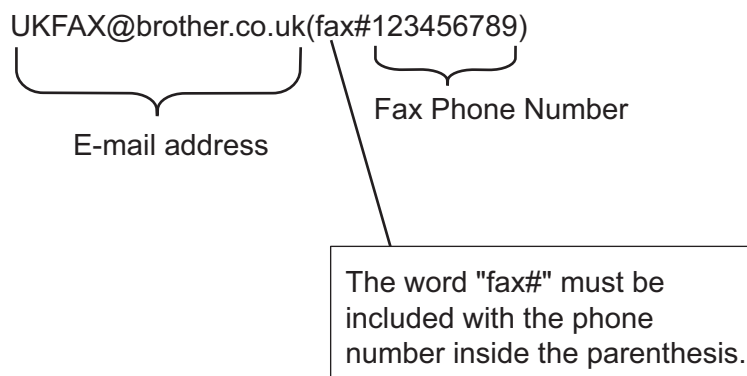 UKFAX@brother.co.uk(fax#123456789)
Fax Phone Number
E-mail address
The word "fax#" must be
included with the phone
number inside the parenthesis.